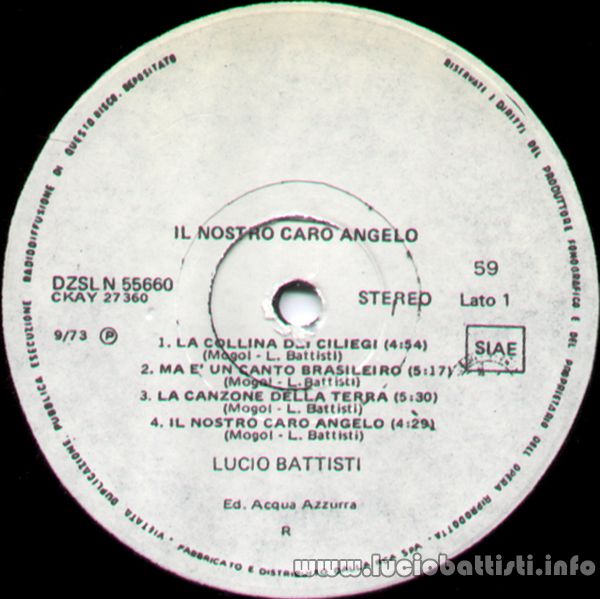 VIETATA DUPLICAZIONE, PUBBLICA ESECUZIONE RADIODIFFUSIONE DI QUESTO DISCO. DEPOSITATO
RISERVATI I DIRITTI DEL PRODUTTORE FONOGRAFICO E DEL PROPRIETARIO DELL OPERA RIPRODOTTA
IL NOSTRO CARO ANGELO
DZSLN 55660
CKAY 27360
59
STEREO Lato 1
9/73 Ⓟ
SIAE
1. LA COLLINA DEI CILIEGI (4:54)
(Mogol - L. Battisti)
2. MA E' UN CANTO BRASILEIRO (5:17)
(Mogol - L. Battisti)
3. LA CANZONE DELLA TERRA (5:30)
(Mogol - L. Battisti)
4. IL NOSTRO CARO ANGELO (4:29)
(Mogol - L. Battisti)
LUCIO BATTISTI
Ed. Acqua Azzurra
R
FABBRICATO E DISTRIBUITO DALLA RCA SPA
www.luciobattisti.info